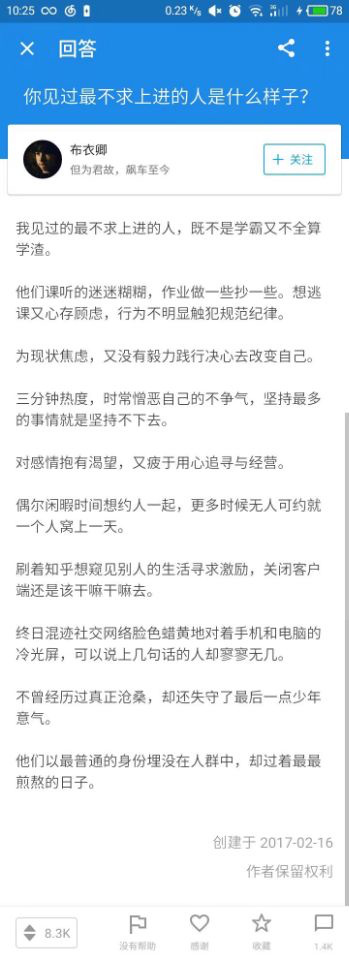 10:25 0.23 K/s 78
回答
你见过最不求上进的人是什么样子?
布衣卿
但为君故，飙车至今
+ 关注
我见过的最不求上进的人，既不是学霸又不全算
学渣。
他们课听的迷迷糊糊，作业做一些抄一些。想逃
课又心存顾虑，行为不明显触犯规范纪律。
为现状焦虑，又没有毅力践行决心去改变自己。
三分钟热度，时常憎恶自己的不争气，坚持最多
的事情就是坚持不下去。
对感情抱有渴望，又疲于用心追寻与经营。
偶尔闲暇时间想约人一起，更多时候无人可约就
一个人窝上一天。
刷着知乎想窥见别人的生活寻求激励，关闭客户
端还是该干嘛干嘛去。
终日混迹社交网络脸色蜡黄地对着手机和电脑的
冷光屏，可以说上几句话的人却寥寥无几。
不曾经历过真正沧桑，却还失守了最后一点少年
意气。
他们以最普通的身份埋没在人群中，却过着最最
煎熬的日子。
创建于 2017-02-16
作者保留权利
8.3K 没有帮助 感谢 收藏 1.4K